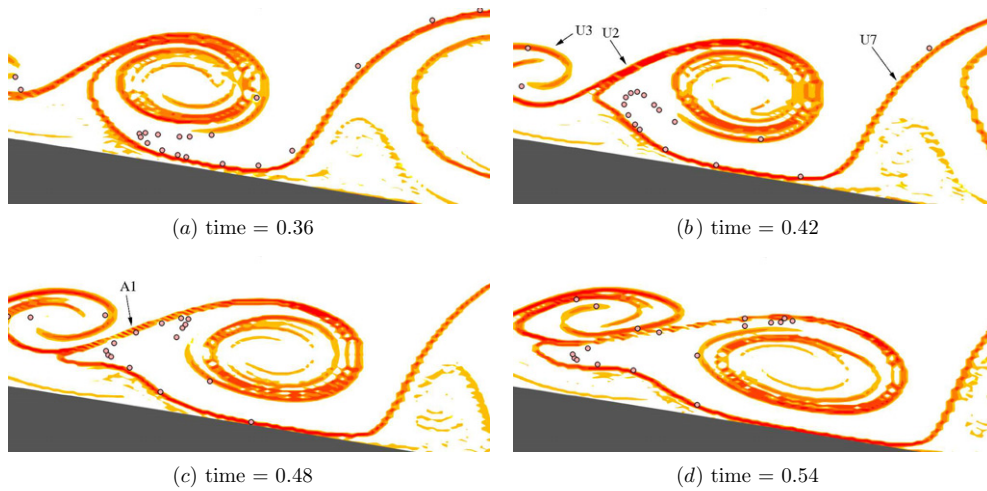 U3 U2 U7
(a) time = 0.36 (b) time = 0.42
A1
(c) time = 0.48 (d) time = 0.54